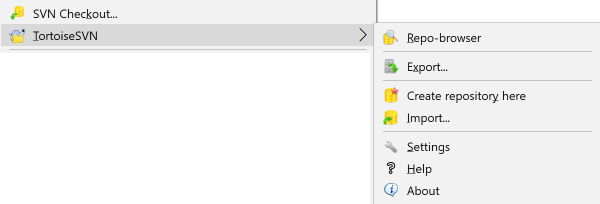 SVN Checkout...
TortoiseSVN
Repo-browser
Export...
Create repository here
Import...
Settings
Help
About